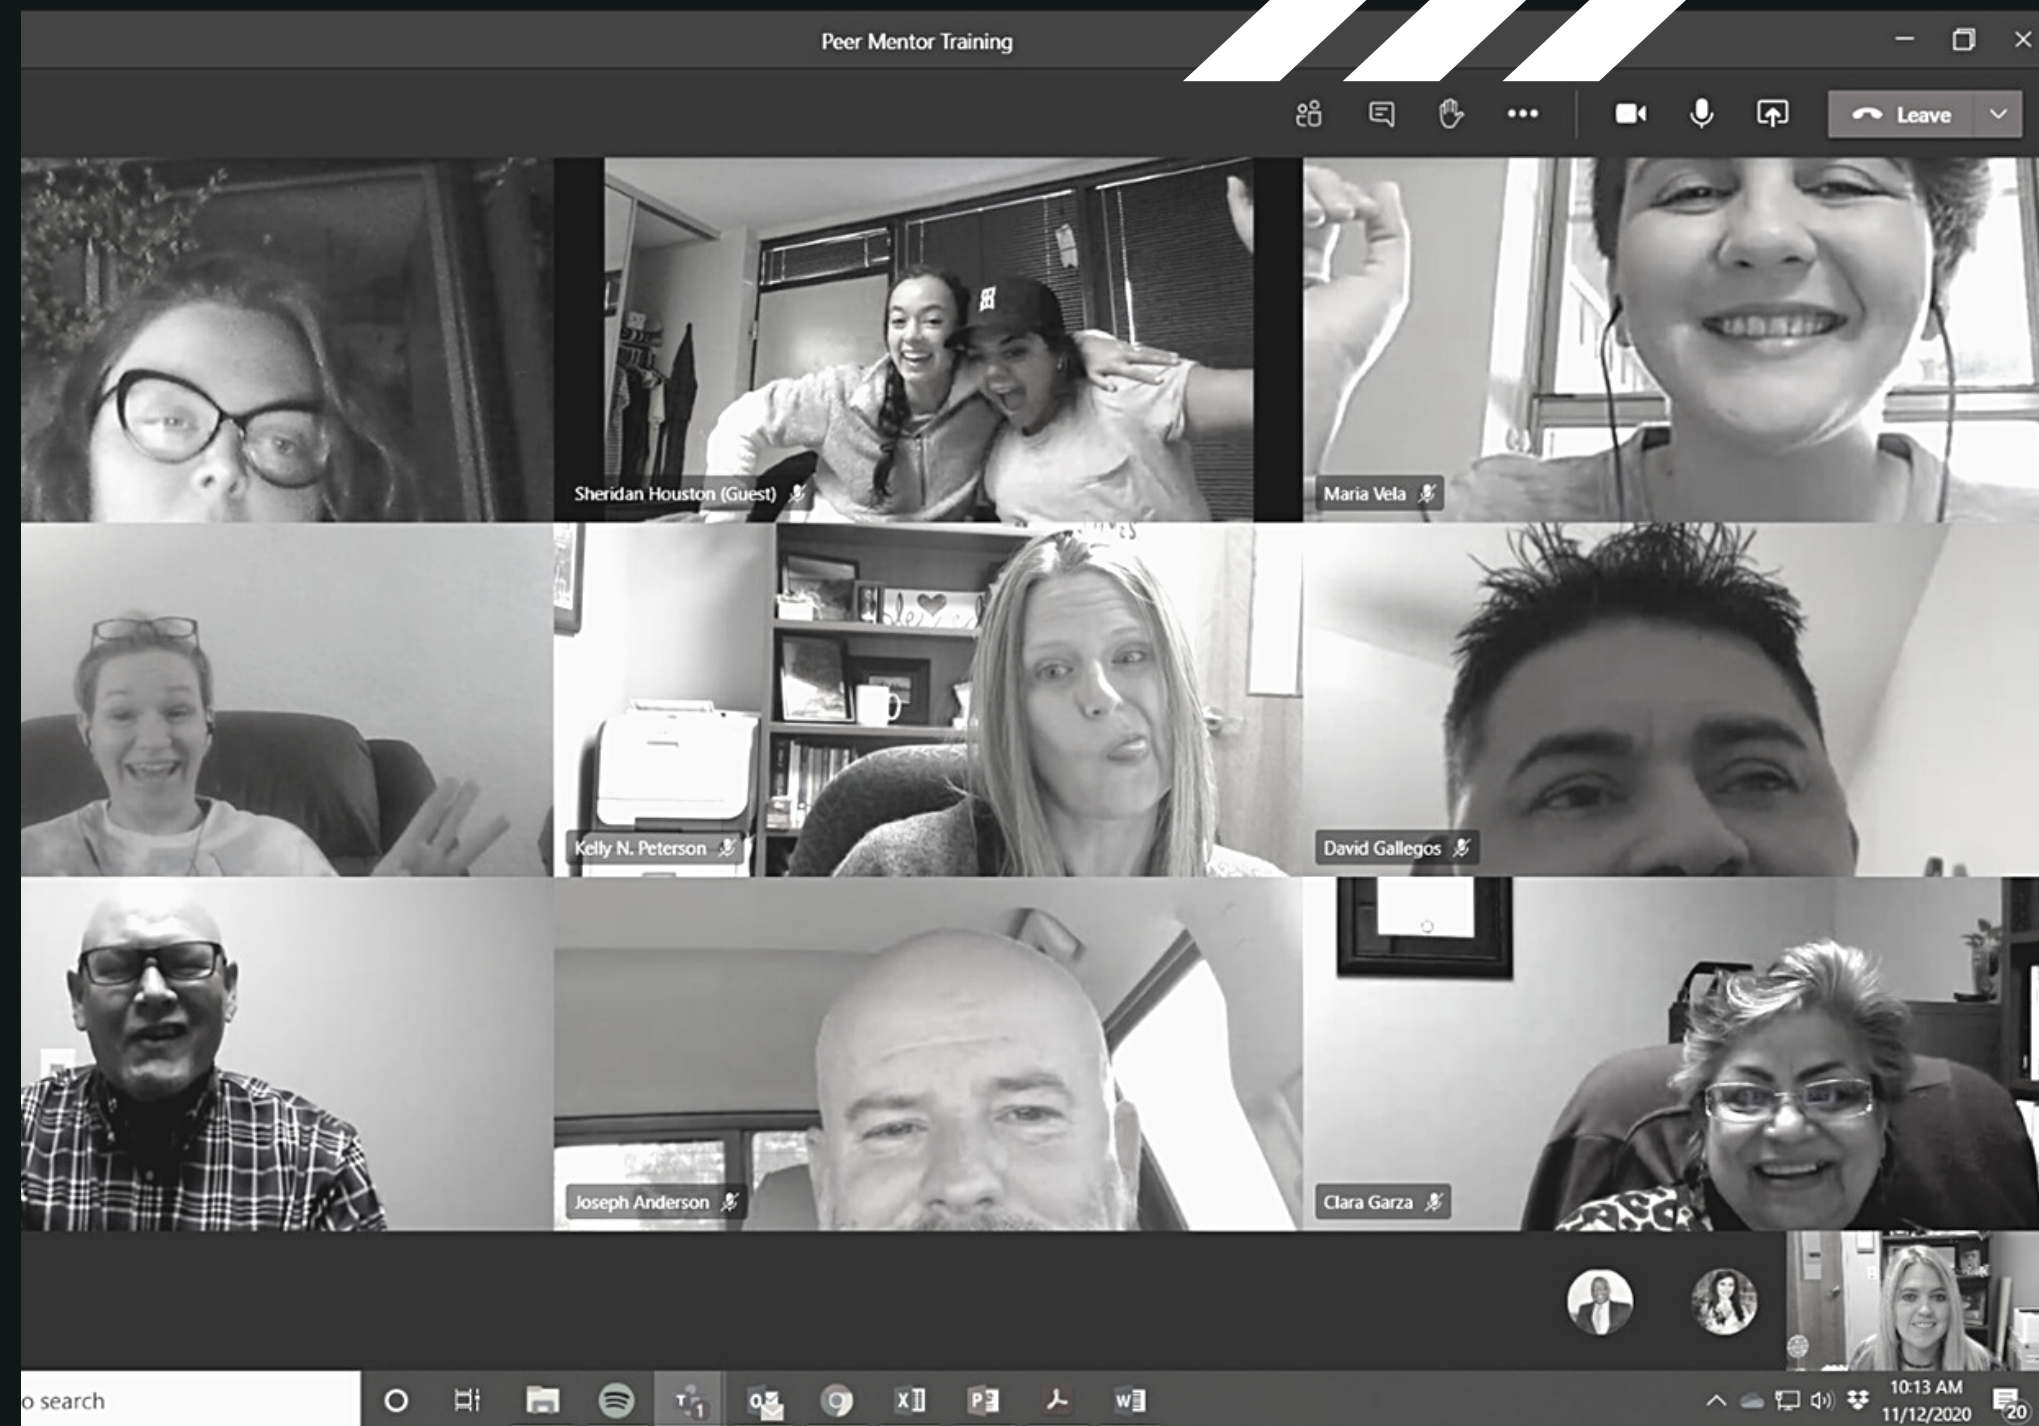 Peer Mentor Training
Leave
Sheridan Houston (Guest)
Maria Vela
Kelly N. Peterson
David Gallegos
Joseph Anderson
Clara Garza
o search
10:13 AM
11/12/2020
20